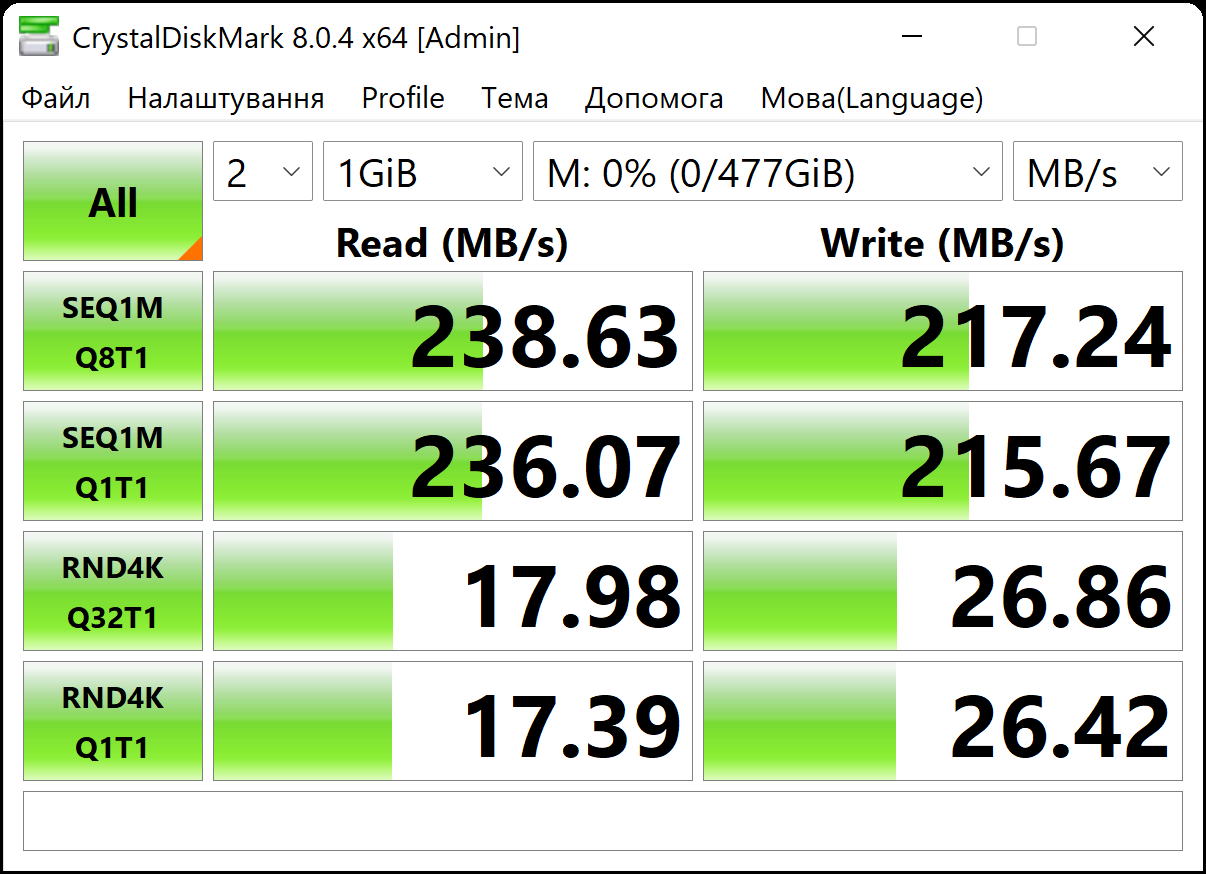 CrystalDiskMark 8.0.4 x64 [Admin]
Файл Налаштування Profile Тема Допомога Мова(Language)
All 2 1GiB M: 0% (0/477GiB) MB/s
Read (MB/s) Write (MB/s)
SEQ1M
Q8T1 238.63 217.24
SEQ1M
Q1T1 236.07 215.67
RND4K
Q32T1 17.98 26.86
RND4K
Q1T1 17.39 26.42